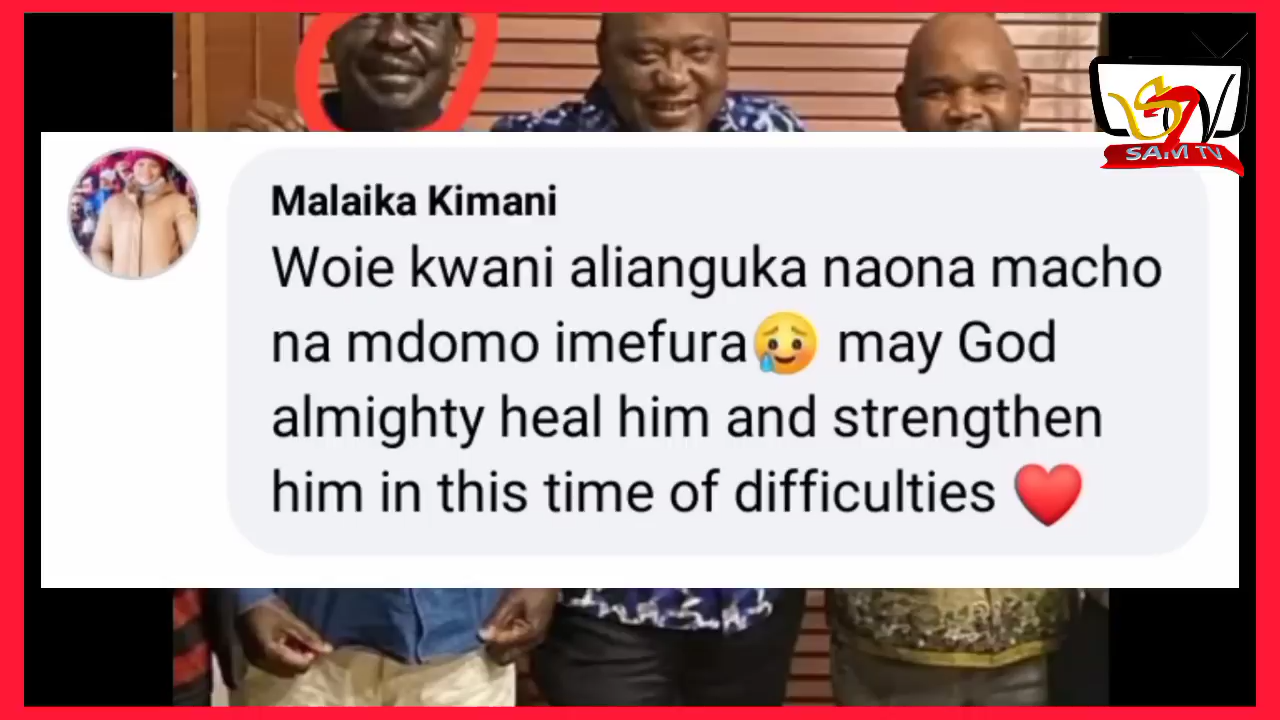 SAM TV
Malaika Kimani
Woie kwani alianguka naona macho
na mdomo imefura🥲 may God
almighty heal him and strengthen
him in this time of difficulties ❤️